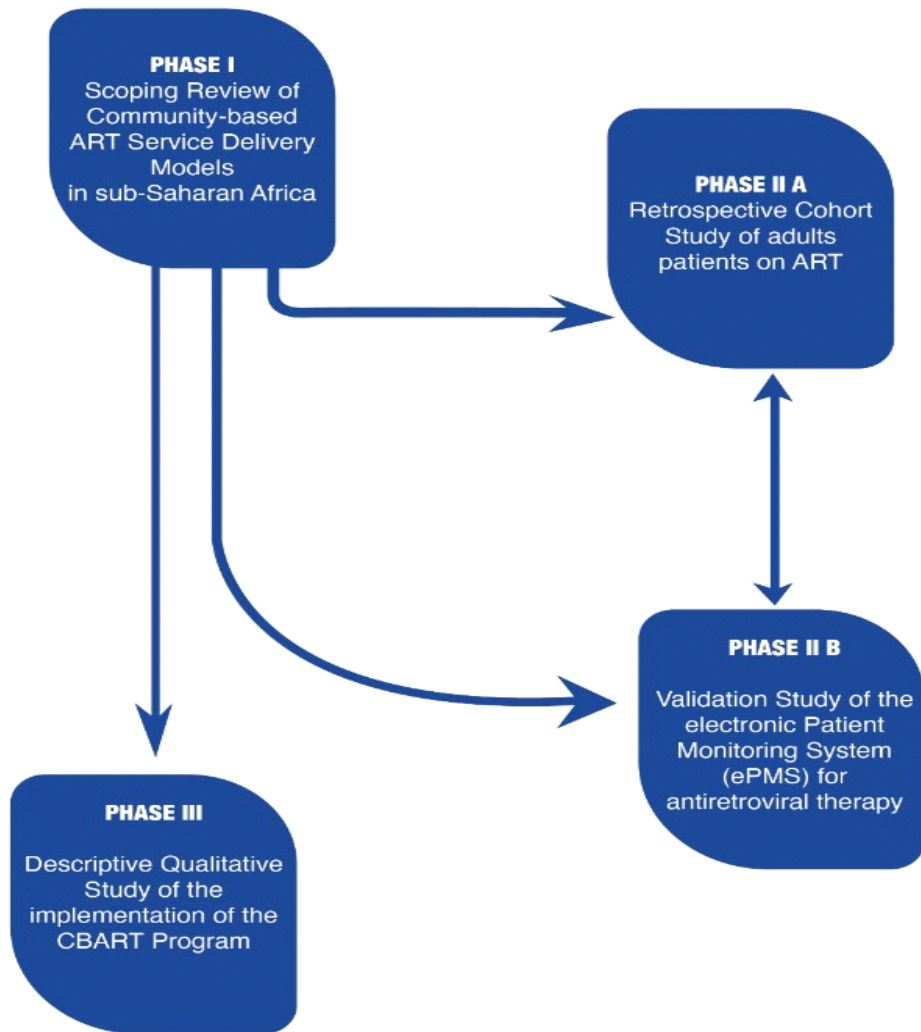 PHASE I
Scoping Review of
Community-based
ART Service Delivery
Models
in sub-Saharan Africa
PHASE II A
Retrospective Cohort
Study of adults
patients on ART
PHASE II B
Validation Study of the
electronic Patient
Monitoring System
(ePMS) for
antiretroviral therapy
PHASE III
Descriptive Qualitative
Study of the
implementation of the
CBART Program